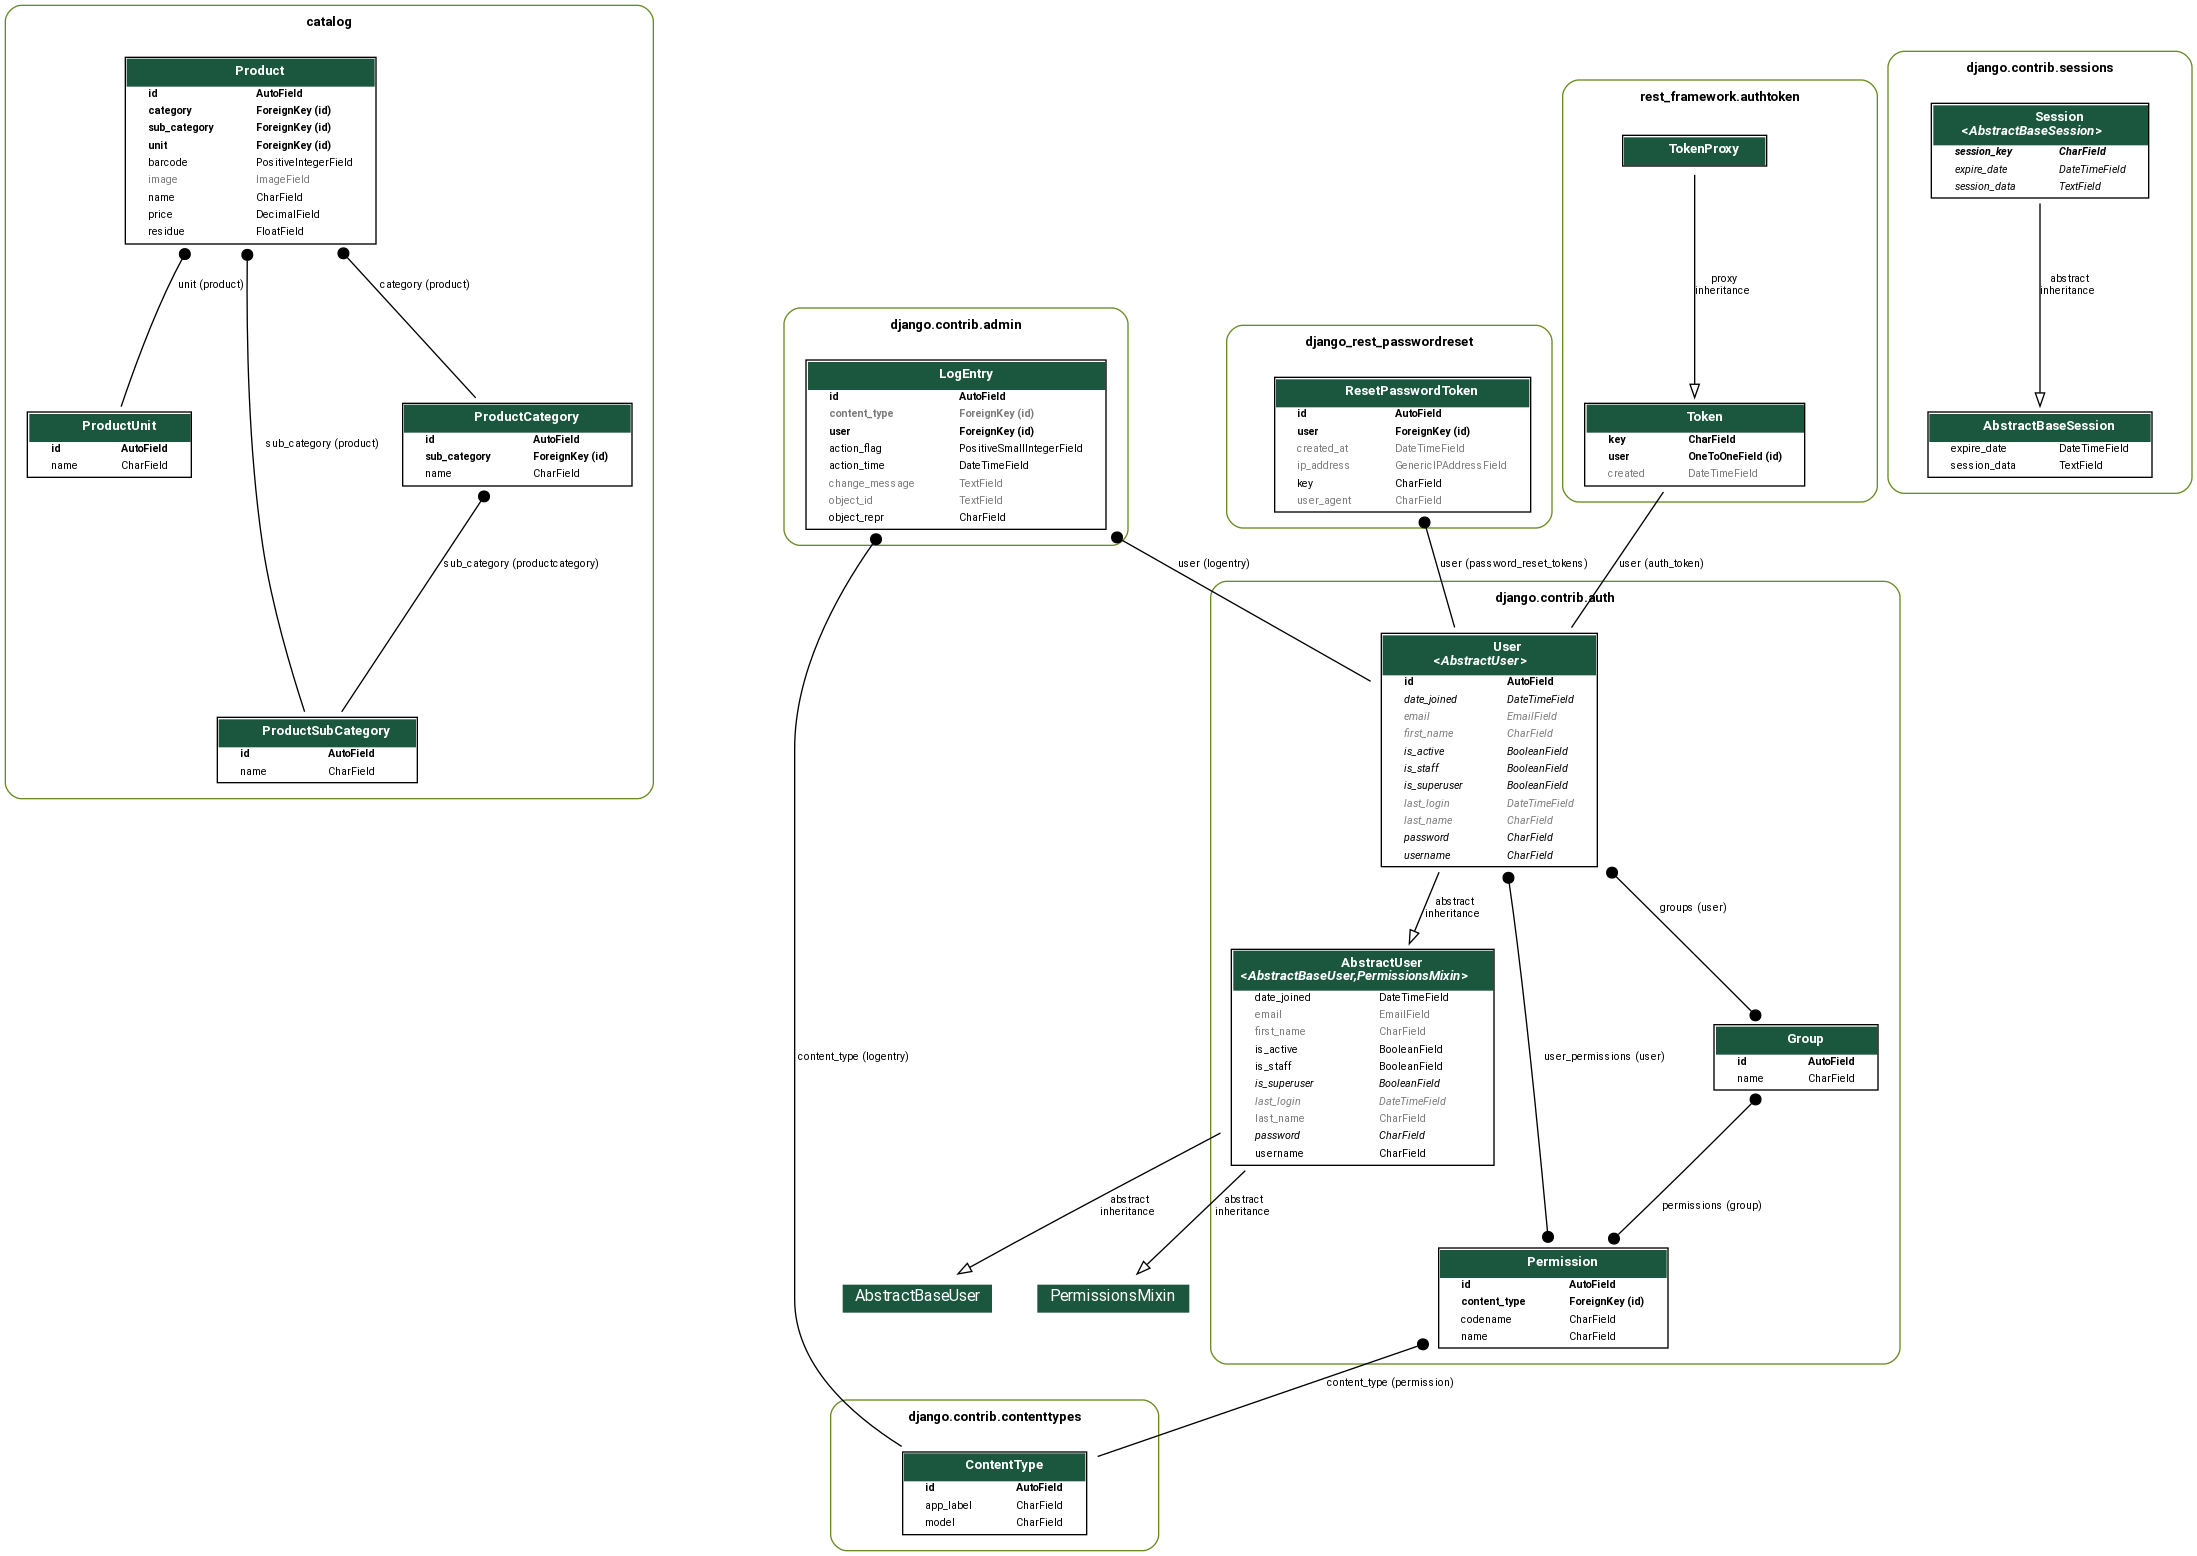 catalog
Product
id AutoField
category ForeignKey (id)
sub_category ForeignKey (id)
unit ForeignKey (id)
barcode PositiveIntegerField
image ImageField
name CharField
price DecimalField
residue FloatField
unit (product)
category (product)
sub_category (product)
ProductUnit
id AutoField
name CharField
ProductCategory
id AutoField
sub_category ForeignKey (id)
name CharField
sub_category (productcategory)
ProductSubCategory
id AutoField
name CharField
django.contrib.admin
LogEntry
id AutoField
content_type ForeignKey (id)
user ForeignKey (id)
action_flag PositiveSmallIntegerField
action_time DateTimeField
change_message TextField
object_id TextField
object_repr CharField
user (logentry)
content_type (logentry)
django_rest_passwordreset
ResetPasswordToken
id AutoField
user ForeignKey (id)
created_at DateTimeField
ip_address GenericIPAddressField
key CharField
user_agent CharField
user (password_reset_tokens)
rest_framework.authtoken
TokenProxy
proxy
inheritance
Token
key CharField
user OneToOneField (id)
created DateTimeField
user (auth_token)
django.contrib.sessions
Session
<AbstractBaseSession>
session_key CharField
expire_date DateTimeField
session_data TextField
abstract
inheritance
AbstractBaseSession
expire_date DateTimeField
session_data TextField
django.contrib.auth
User
<AbstractUser>
id AutoField
date_joined DateTimeField
email EmailField
first_name CharField
is_active BooleanField
is_staff BooleanField
is_superuser BooleanField
last_login DateTimeField
last_name CharField
password CharField
username CharField
abstract
inheritance
groups (user)
user_permissions (user)
AbstractUser
<AbstractBaseUser,PermissionsMixin>
date_joined DateTimeField
email EmailField
first_name CharField
is_active BooleanField
is_staff BooleanField
is_superuser BooleanField
last_login DateTimeField
last_name CharField
password CharField
username CharField
Group
id AutoField
name CharField
permissions (group)
abstract
inheritance
abstract
inheritance
AbstractBaseUser
PermissionsMixin
Permission
id AutoField
content_type ForeignKey (id)
codename CharField
name CharField
content_type (permission)
django.contrib.contenttypes
ContentType
id AutoField
app_label CharField
model CharField